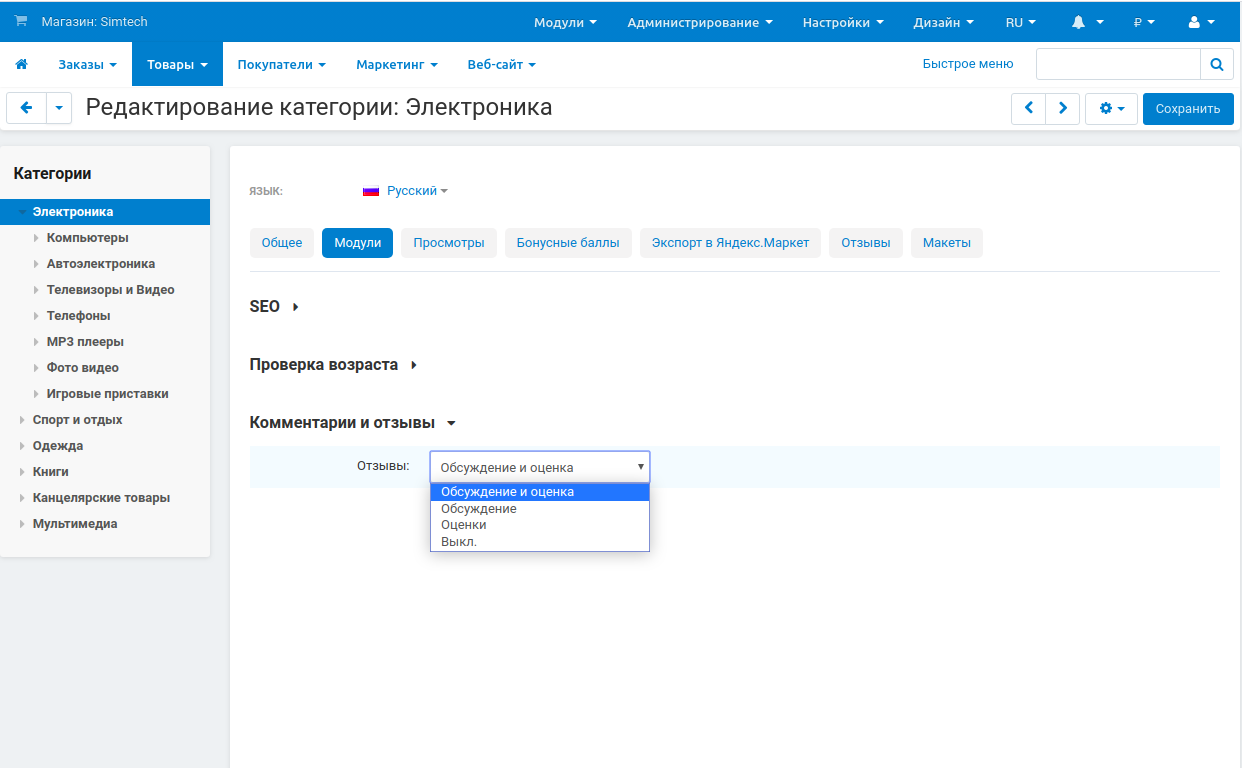 Магазин: Simtech
Модули Администрирование Настройки Дизайн RU ₽
Заказы Товары Покупатели Маркетинг Веб-сайт Быстрое меню
Редактирование категории: Электроника Сохранить
Категории
Электроника
Компьютеры
Автоэлектроника
Телевизоры и Видео
Телефоны
MP3 плееры
Фото видео
Игровые приставки
Спорт и отдых
Одежда
Книги
Канцелярские товары
Мультимедиа
ЯЗЫК: Русский
Общее Модули Просмотры Бонусные баллы Экспорт в Яндекс.Маркет Отзывы Макеты
SEO
Проверка возраста
Комментарии и отзывы
Отзывы: Обсуждение и оценка
Обсуждение и оценка
Обсуждение
Оценки
Выкл.